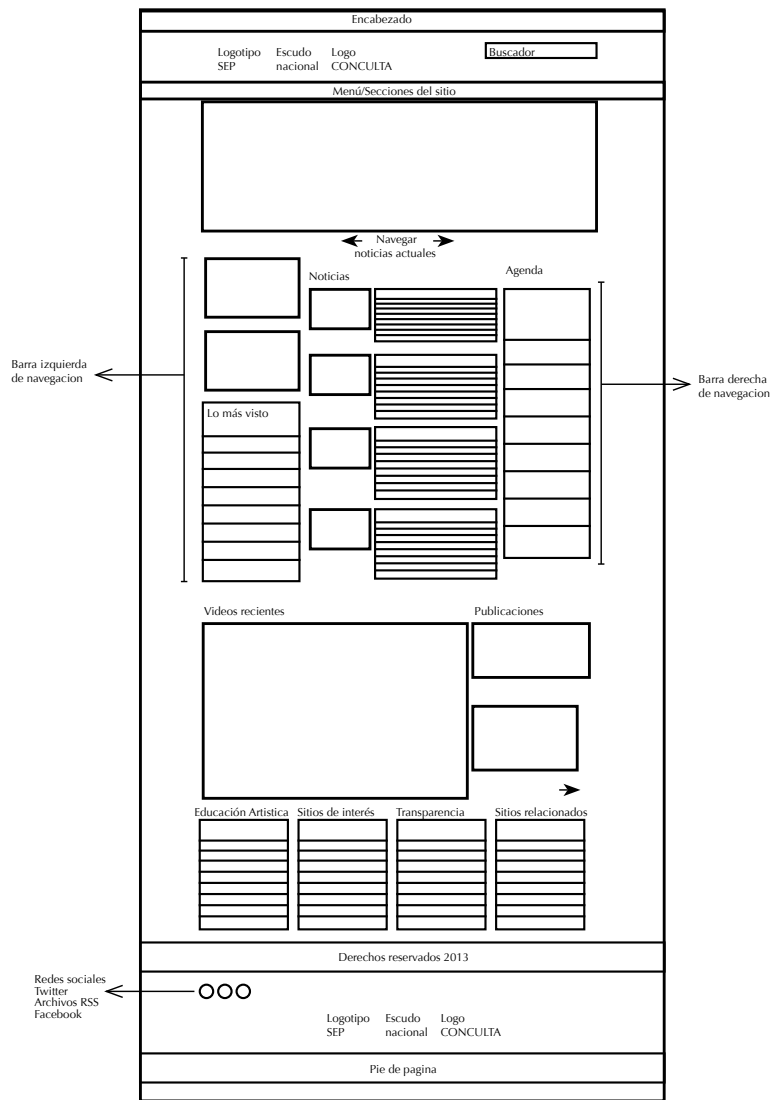 Encabezado
Logotipo Escudo Logo
SEP nacional CONCULTA
Buscador
Menú/Secciones del sitio
Navegar
noticias actuales
Noticias
Agenda
Barra izquierda
de navegacion
Barra derecha
de navegacion
Lo más visto
Videos recientes
Publicaciones
Educación Artistica Sitios de interés Transparencia Sitios relacionados
Derechos reservados 2013
Redes sociales
Twitter
Archivos RSS
Facebook
Logotipo Escudo Logo
SEP nacional CONCULTA
Pie de pagina